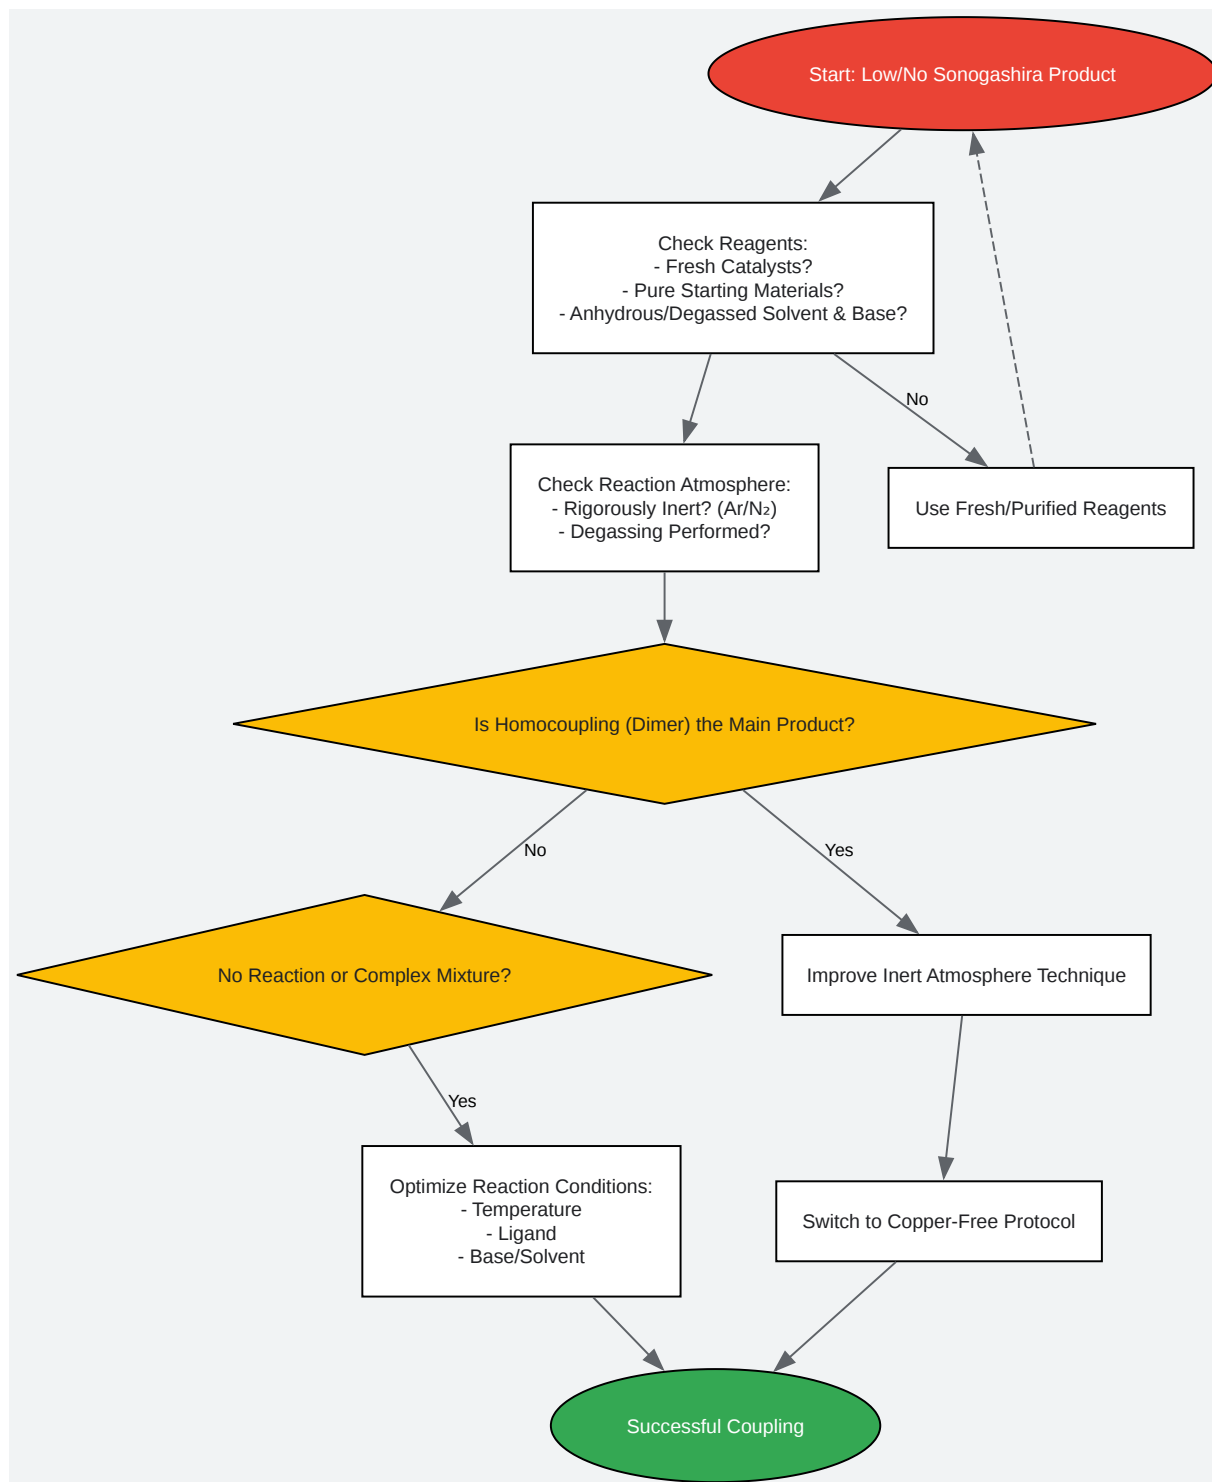 Start: Low/No Sonogashira Product
Check Reagents:
- Fresh Catalysts?
- Pure Starting Materials?
- Anhydrous/Degassed Solvent & Base?
No
Check Reaction Atmosphere:
- Rigorously Inert? (Ar/N₂)
- Degassing Performed?
Use Fresh/Purified Reagents
Is Homocoupling (Dimer) the Main Product?
No
Yes
No Reaction or Complex Mixture?
Improve Inert Atmosphere Technique
Yes
Optimize Reaction Conditions:
- Temperature
- Ligand
- Base/Solvent
Switch to Copper-Free Protocol
Successful Coupling